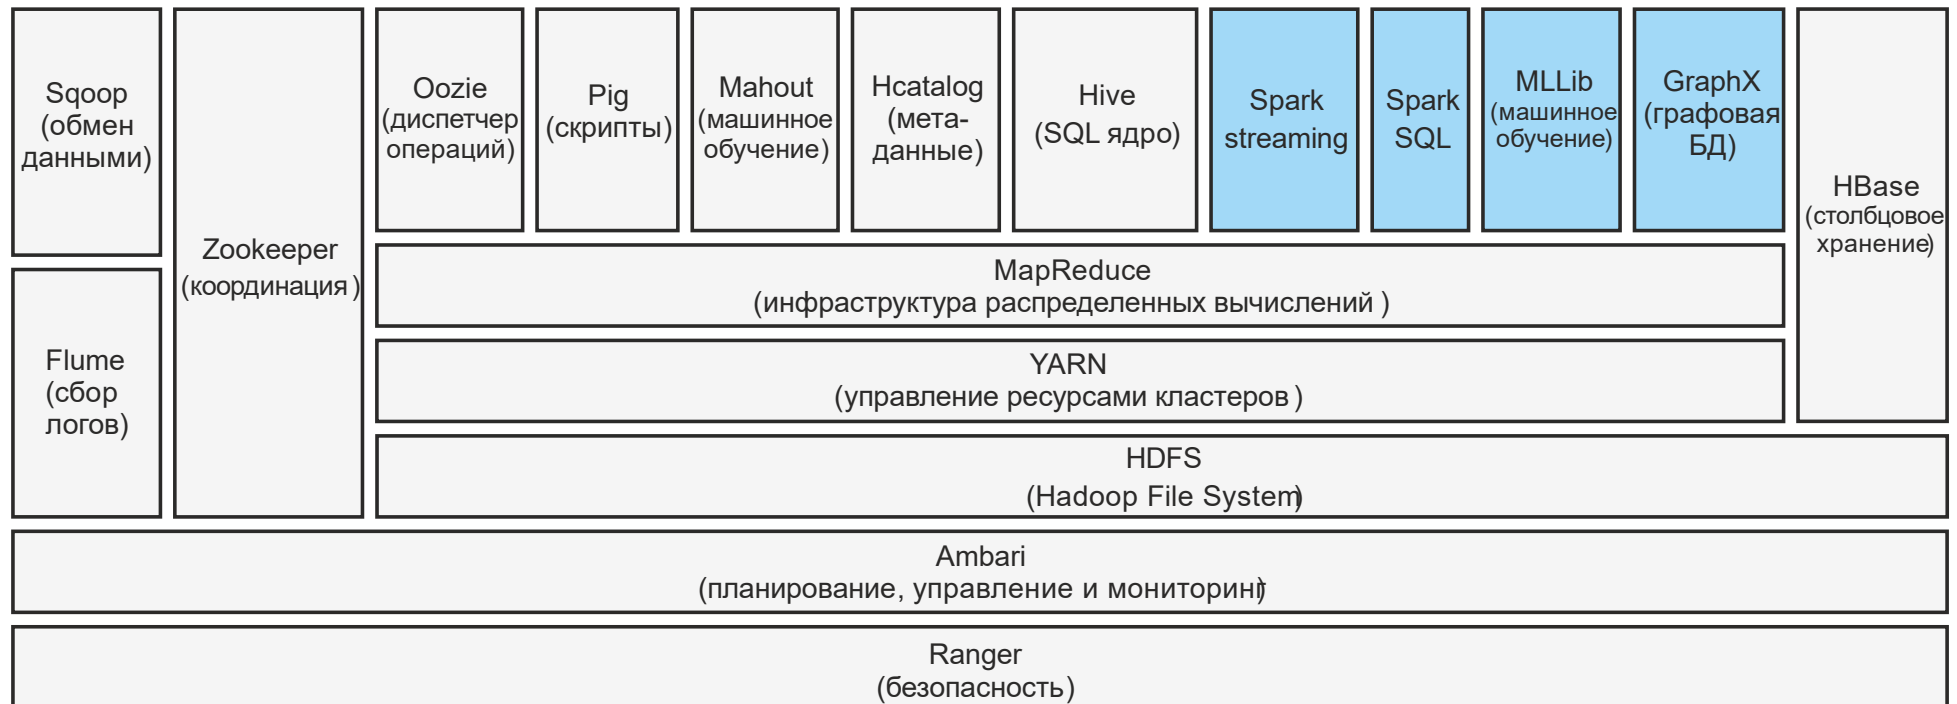 Sqoop
(обмен
данными)
Zookeeper
(координация)
Oozie
(диспетчер
операций)
Pig
(скрипты)
Mahout
(машинное
обучение)
Hcatalog
(мета-
данные)
Hive
(SQL ядро)
Spark
streaming
Spark
SQL
MLLib
(машинное
обучение)
GraphX
(графовая
БД)
HBase
(столбцовое
хранение)
Flume
(сбор
логов)
MapReduce
(инфраструктура распределенных вычислений )
YARN
(управление ресурсами кластеров )
HDFS
(Hadoop File System)
Ambari
(планирование, управление и мониторинг)
Ranger
(безопасность)